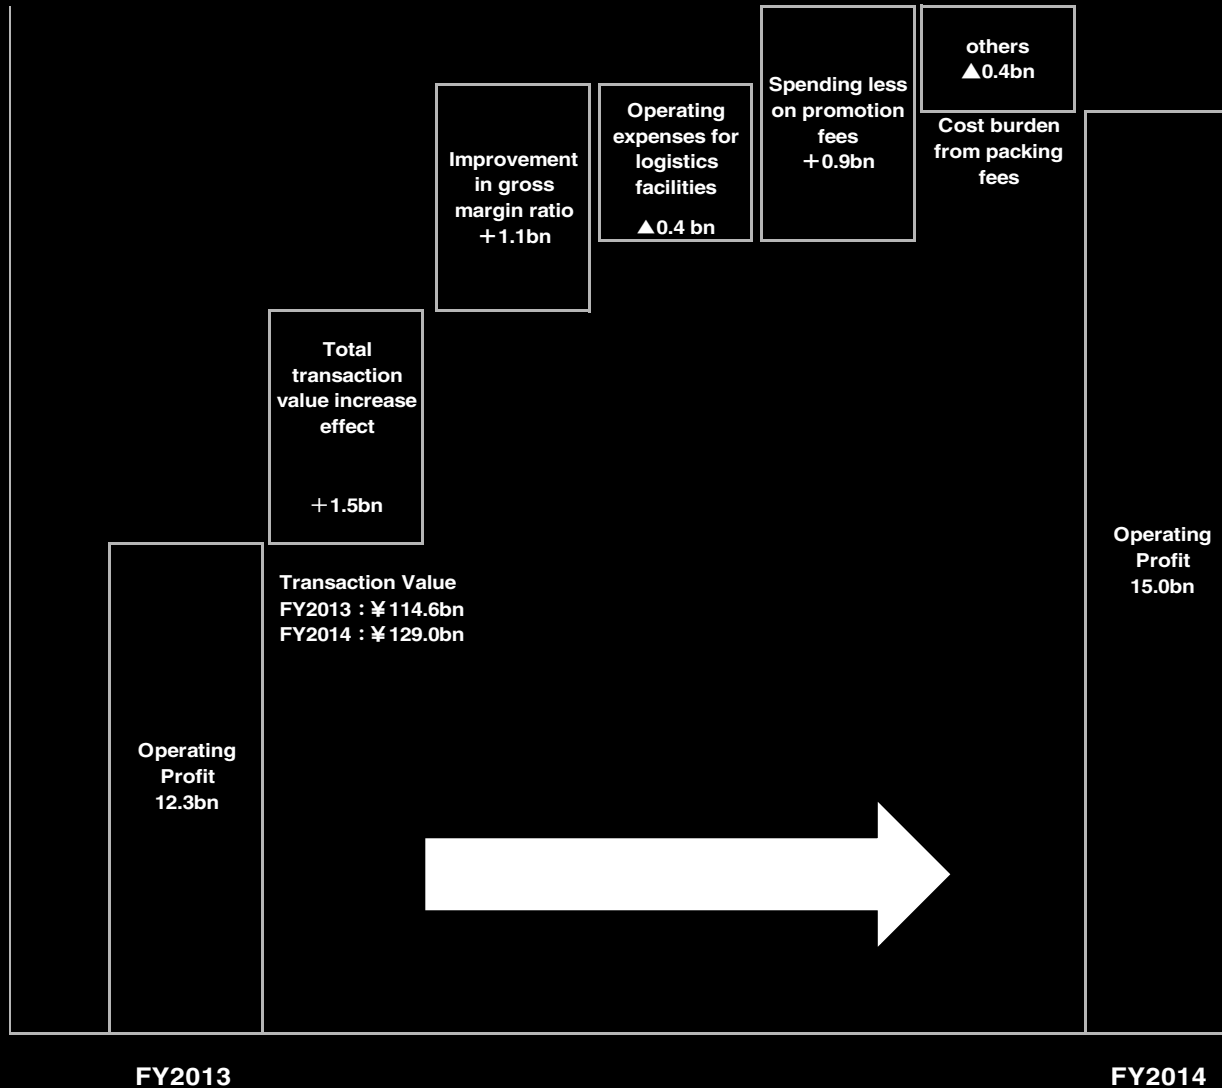 others
▲0.4bn
Cost burden
from packing
fees
Spending less
on promotion
fees
+0.9bn
Operating
expenses for
logistics
facilities
▲0.4 bn
Improvement
in gross
margin ratio
+1.1bn
Total
transaction
value increase
effect
+1.5bn
Transaction Value
FY2013:¥114.6bn
FY2014:¥129.0bn
Operating
Profit
12.3bn
Operating
Profit
15.0bn
FY2013
FY2014